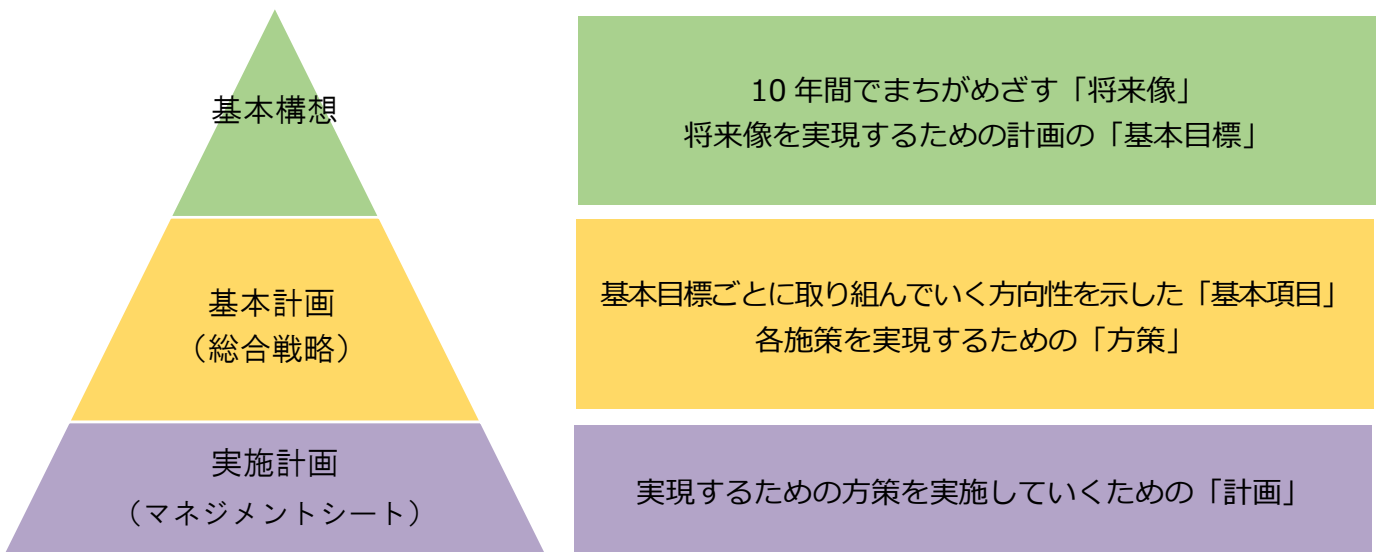 基本構想
10年間でまちがめざす「将来像」
将来像を実現するための計画の「基本目標」
基本計画
（総合戦略）
基本目標ごとに取り組んでいく方向性を示した「基本項目」
各施策を実現するための「方策」
実施計画
（マネジメントシート）
実現するための方策を実施していくための「計画」